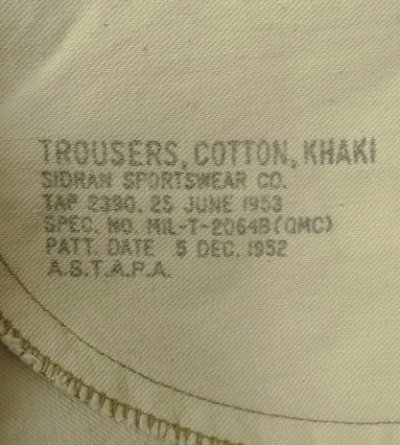 TROUSERS, COTTON, KHAKI
SIDRAN SPORTSWEAR CO.
TAP 2390. 25 JUNE 1953
SPEC. NO. MIL-T-2064B(QMC)
PATT. DATE 5 DEC. 1952
A.S.T.A.P.A.